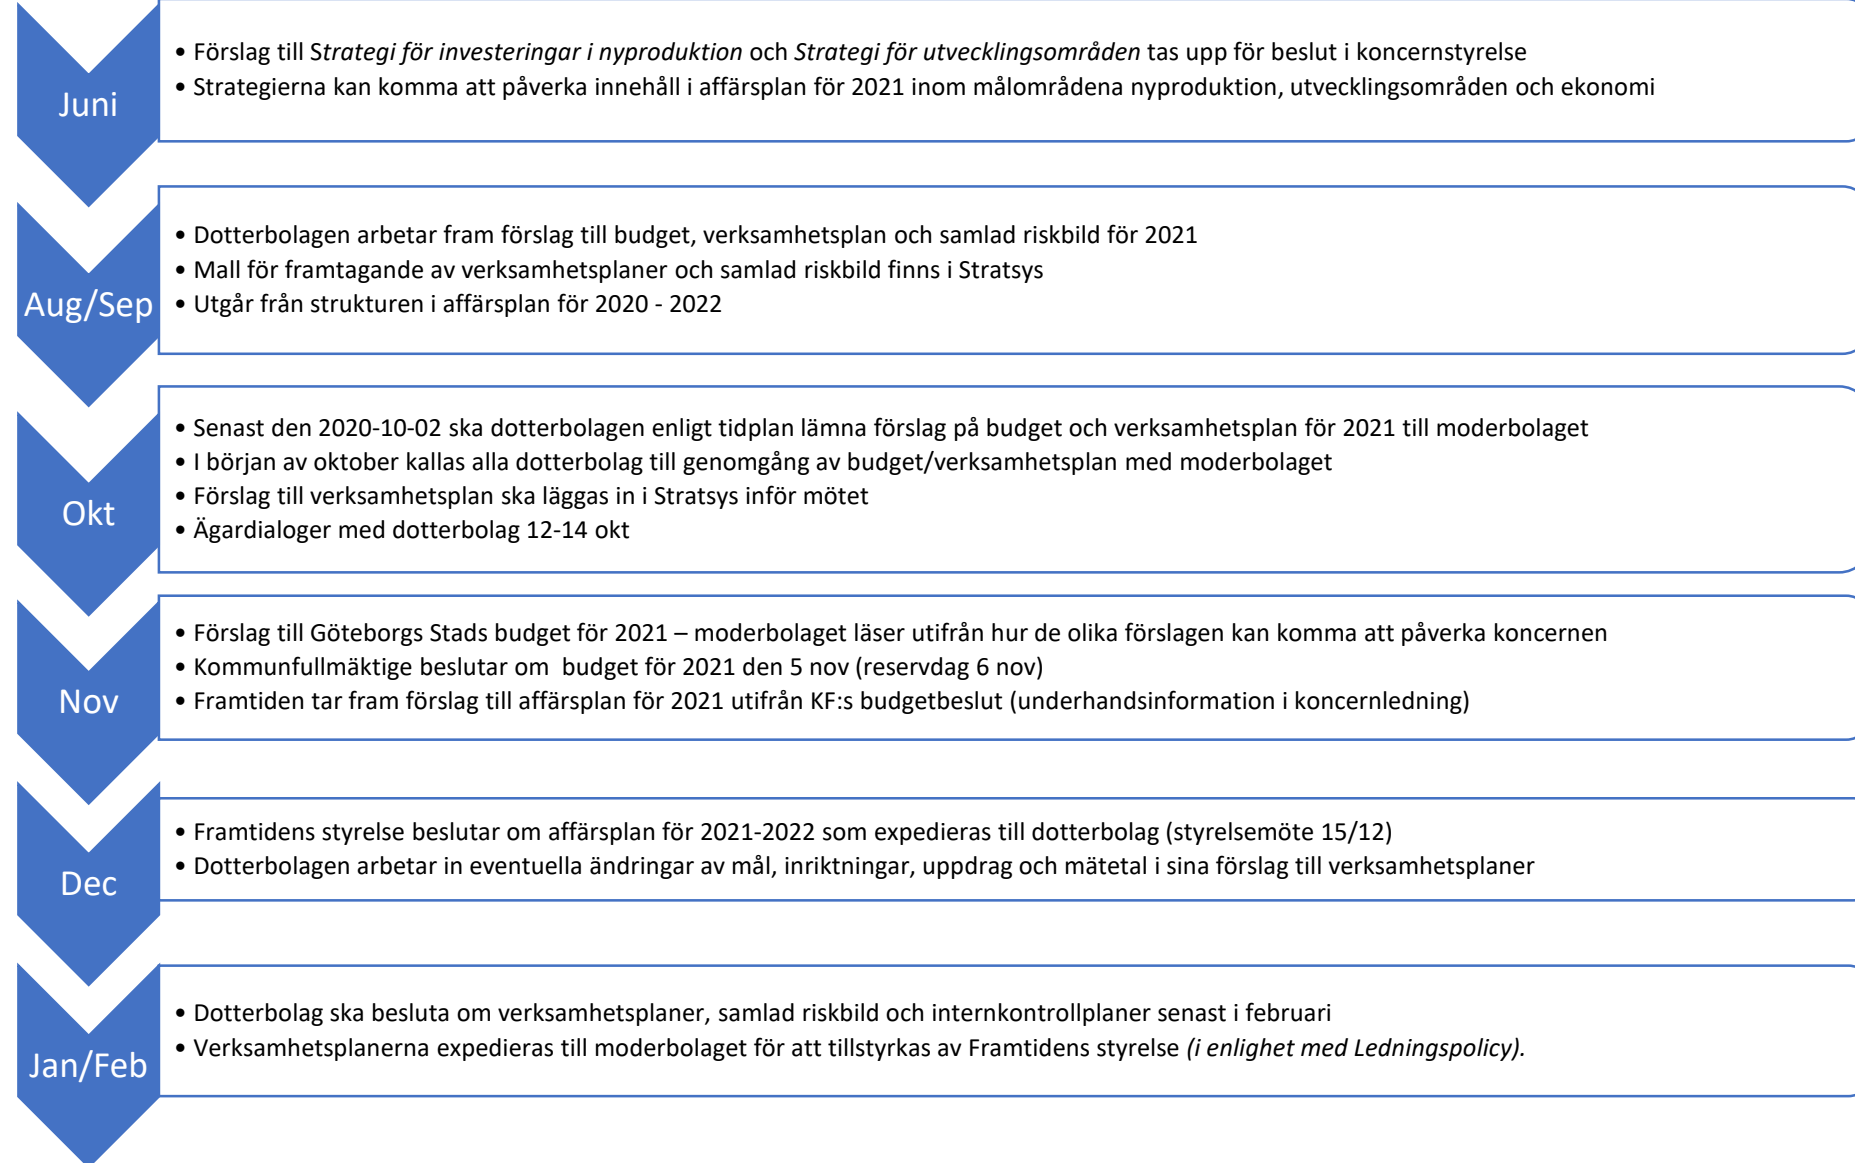 Juni
• Förslag till Strategi för investeringar i nyproduktion och Strategi för utvecklingsområden tas upp för beslut i koncernstyrelse
• Strategierna kan komma att påverka innehåll i affärsplan för 2021 inom målområdena nyproduktion, utvecklingsområden och ekonomi
Aug/Sep
• Dotterbolagen arbetar fram förslag till budget, verksamhetsplan och samlad riskbild för 2021
• Mall för framtagande av verksamhetsplaner och samlad riskbild finns i Stratsys
• Utgår från strukturen i affärsplan för 2020 - 2022
Okt
• Senast den 2020-10-02 ska dotterbolagen enligt tidplan lämna förslag på budget och verksamhetsplan för 2021 till moderbolaget
• I början av oktober kallas alla dotterbolag till genomgång av budget/verksamhetsplan med moderbolaget
• Förslag till verksamhetsplan ska läggas in i Stratsys inför mötet
• Ägardialoger med dotterbolag 12-14 okt
Nov
• Förslag till Göteborgs Stads budget för 2021 – moderbolaget läser utifrån hur de olika förslagen kan komma att påverka koncernen
• Kommunfullmäktige beslutar om  budget för 2021 den 5 nov (reservdag 6 nov)
• Framtiden tar fram förslag till affärsplan för 2021 utifrån KF:s budgetbeslut (underhandsinformation i koncernledning)
Dec
• Framtidens styrelse beslutar om affärsplan för 2021-2022 som expedieras till dotterbolag (styrelsemöte 15/12)
• Dotterbolagen arbetar in eventuella ändringar av mål, inriktningar, uppdrag och mätetal i sina förslag till verksamhetsplaner
Jan/Feb
• Dotterbolag ska besluta om verksamhetsplaner, samlad riskbild och internkontrollplaner senast i februari
• Verksamhetsplanerna expedieras till moderbolaget för att tillstyrkas av Framtidens styrelse (i enlighet med Ledningspolicy).